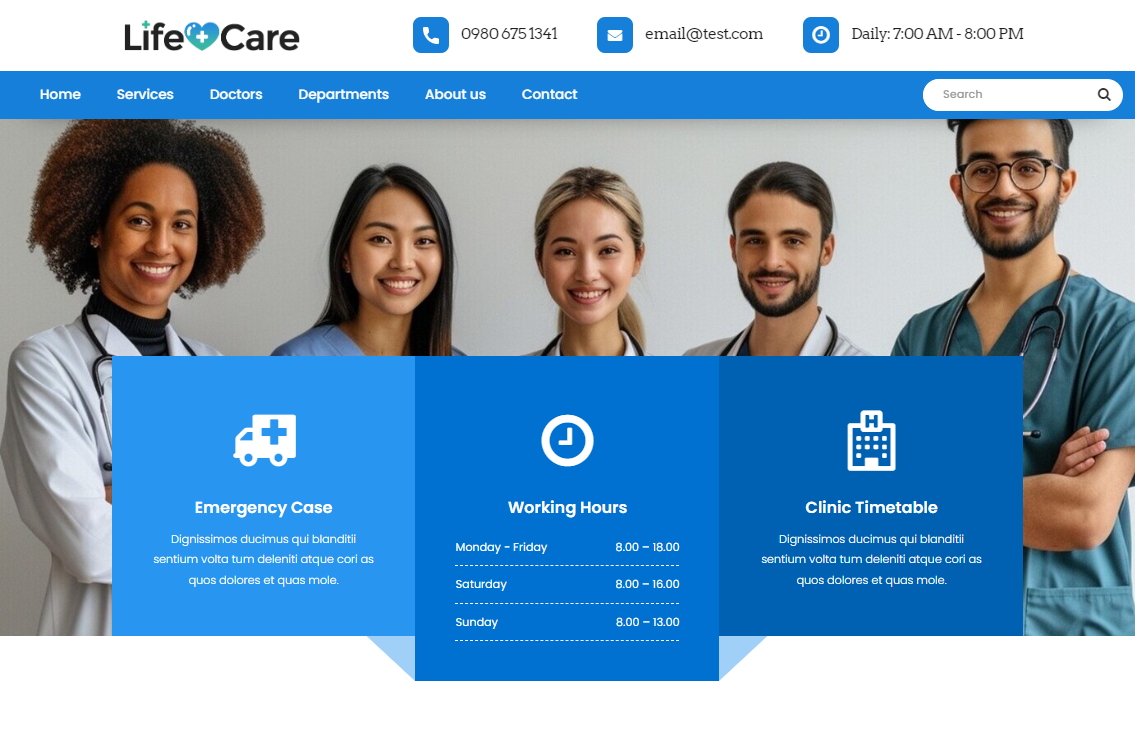 Life Care
0980 675 1341
email@test.com
Daily: 7:00 AM - 8:00 PM
Home
Services
Doctors
Departments
About us
Contact
Search
Emergency Case
Dignissimos ducimus qui blanditii
sentium volta tum deleniti atque cori as
quos dolores et quas mole.
Working Hours
Monday - Friday 8.00 – 18.00
Saturday 8.00 – 16.00
Sunday 8.00 – 13.00
H
Clinic Timetable
Dignissimos ducimus qui blanditii
sentium volta tum deleniti atque cori as
quos dolores et quas mole.